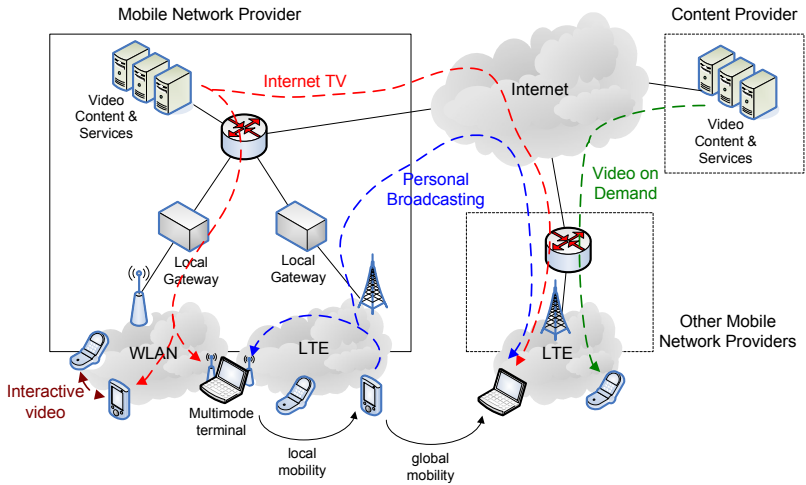 Mobile Network Provider
Content Provider
Internet TV
Internet
Video
Content &
Services
Video
Content &
Services
Personal
Broadcasting
Video on
Demand
Local
Gateway
Local
Gateway
WLAN
LTE
LTE
Other Mobile
Network Providers
Interactive
video
Multimode
terminal
local
mobility
global
mobility